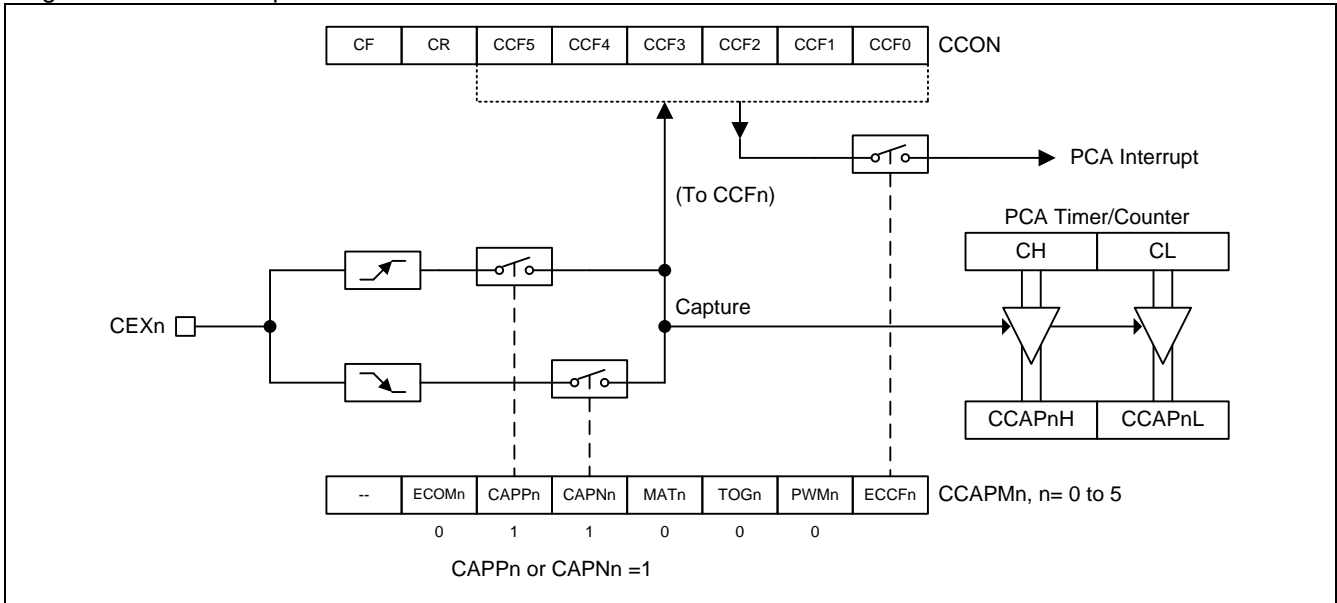 CF CR CCF5 CCF4 CCF3 CCF2 CCF1 CCF0 CCON
PCA Interrupt
(To CCFn)
PCA Timer/Counter
CH CL
Capture
CEXn
CCAPnH CCAPnL
-- ECOMn CAPPn CAPNn MATn TOGn PWMn ECCFn CCAPMn, n= 0 to 5
0 1 1 0 0 0
CAPPn or CAPNn =1